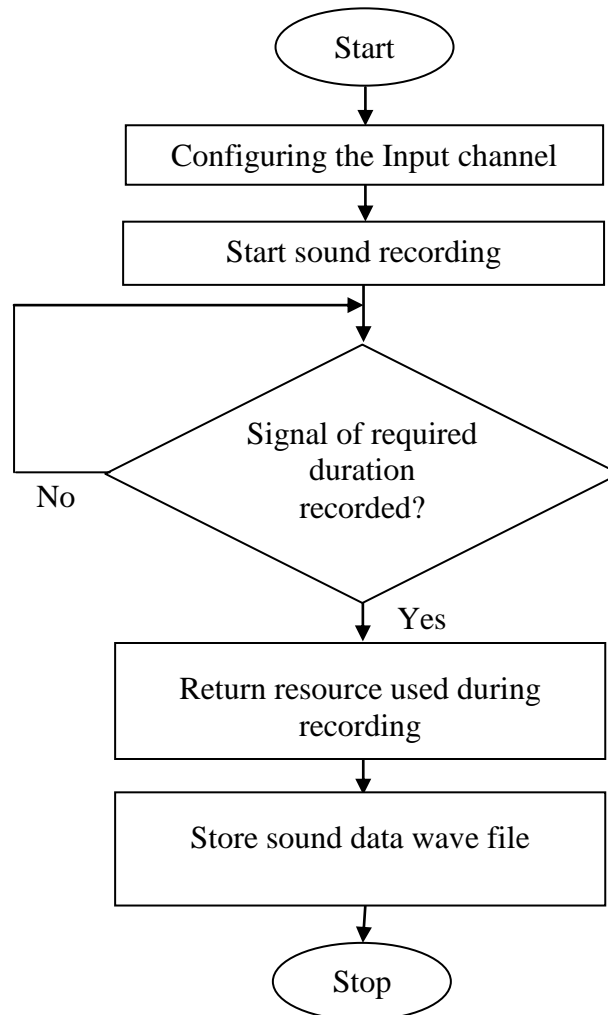 Start
Configuring the Input channel
Start sound recording
Signal of required
duration
recorded?
No
Yes
Return resource used during
recording
Store sound data wave file
Stop